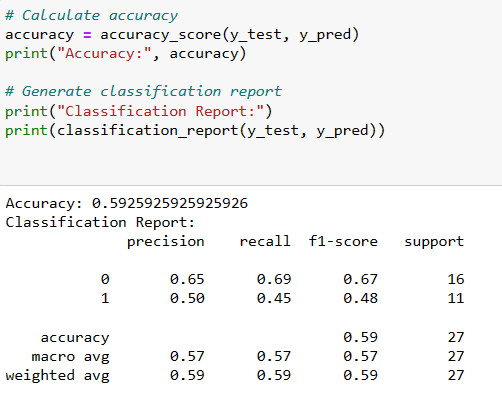 # Calculate accuracy
accuracy = accuracy_score(y_test, y_pred)
print("Accuracy:", accuracy)
# Generate classification report
print("Classification Report:")
print(classification_report(y_test, y_pred))
Accuracy: 0.5925925925925926
Classification Report:
precision recall f1-score support
0 0.65 0.69 0.67 16
1 0.50 0.45 0.48 11
accuracy 0.59 27
macro avg 0.57 0.57 0.57 27
weighted avg 0.59 0.59 0.59 27